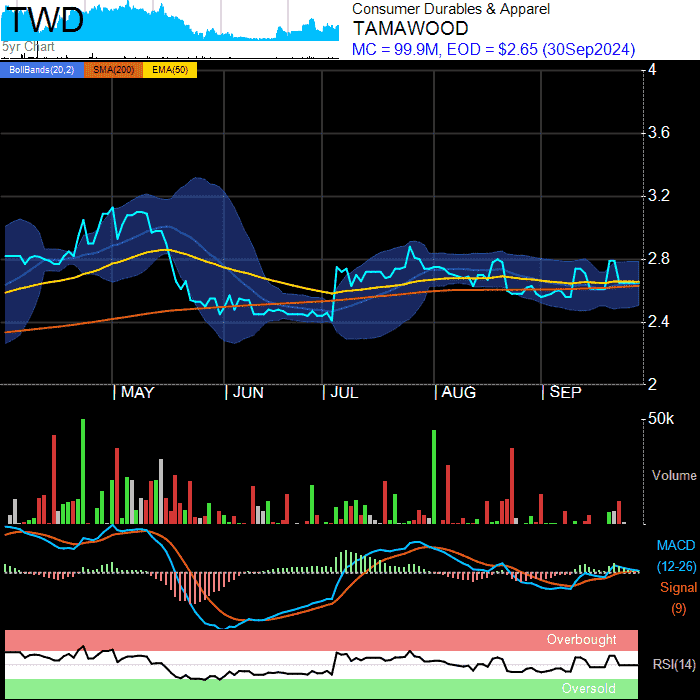 TWD
5yr Chart
Consumer Durables & Apparel
TAMAWOOD
MC = 99.9M, EOD = $2.65 (30Sep2024)
BollBands(20,2) SMA(200) EMA(50)
4
3.6
3.2
2.8
2.4
2
MAY JUN JUL AUG SEP
50k
Volume
MACD
(12-26)
Signal
(9)
Overbought
RSI(14)
Oversold